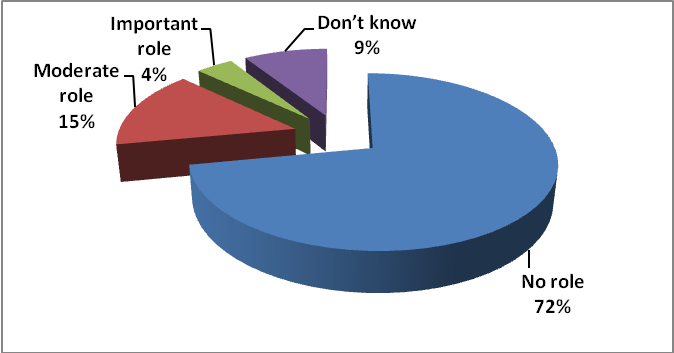 Important
role
4%
Don’t know
9%
Moderate
role
15%
No role
72%